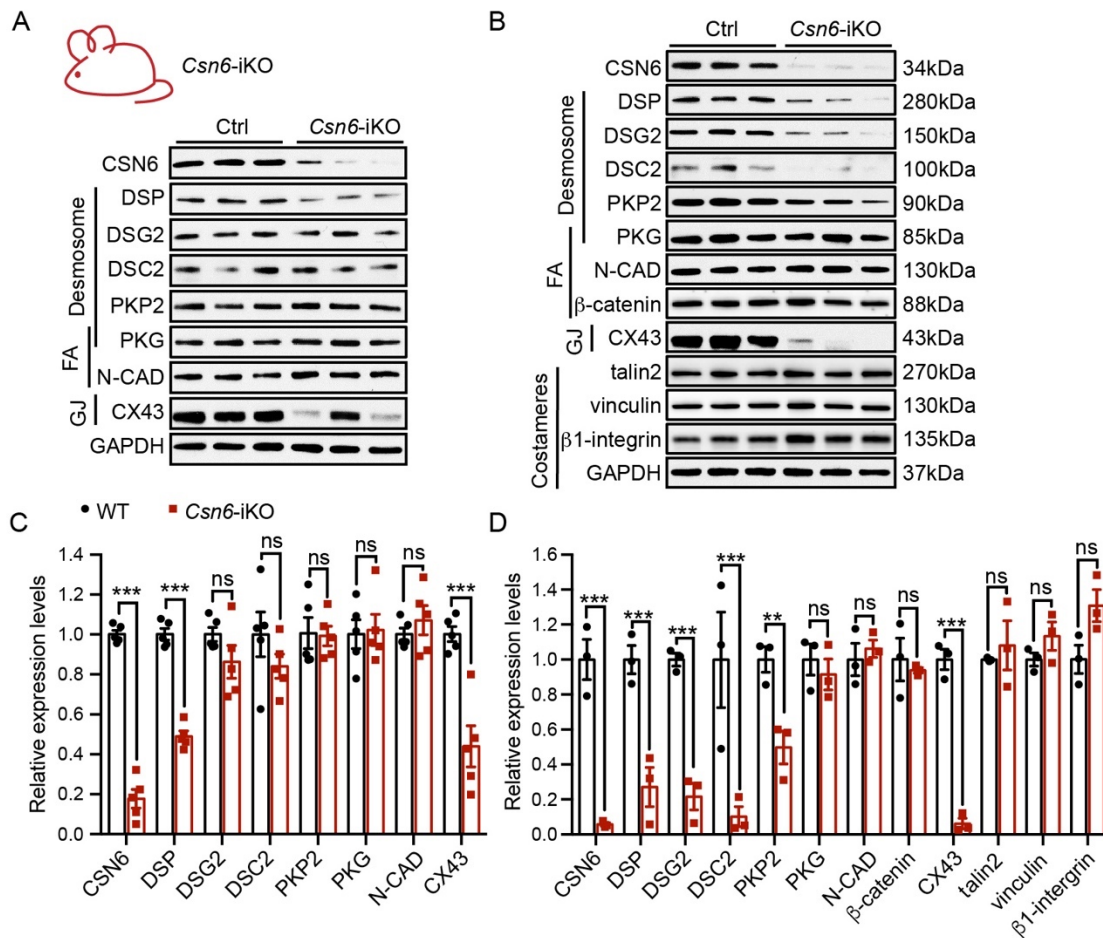 A
Csn6-iKO
Ctrl Csn6-iKO
CSN6
Desmosome
DSP
DSG2
DSC2
PKP2
FA
PKG
N-CAD
GJ
CX43
GAPDH
B
Ctrl Csn6-iKO
CSN6 34kDa
Desmosome
DSP 280kDa
DSG2 150kDa
DSC2 100kDa
PKP2 90kDa
PKG 85kDa
FA
N-CAD 130kDa
β-catenin 88kDa
GJ
CX43 43kDa
Costameres
talin2 270kDa
vinculin 130kDa
β1-integrin 135kDa
GAPDH 37kDa
C
WT Csn6-iKO
Relative expression levels
1.4
1.2
1.0
0.8
0.6
0.4
0.2
0.0
*** *** ns ns ns ns ns ***
CSN6 DSP DSG2 DSC2 PKP2 PKG N-CAD CX43
D
Relative expression levels
1.6
1.4
1.2
1.0
0.8
0.6
0.4
0.2
0.0
*** *** *** *** ** ns ns ns *** ns ns ns
CSN6 DSP DSG2 DSC2 PKP2 PKG N-CAD β-catenin CX43 talin2 vinculin β1-intergrin